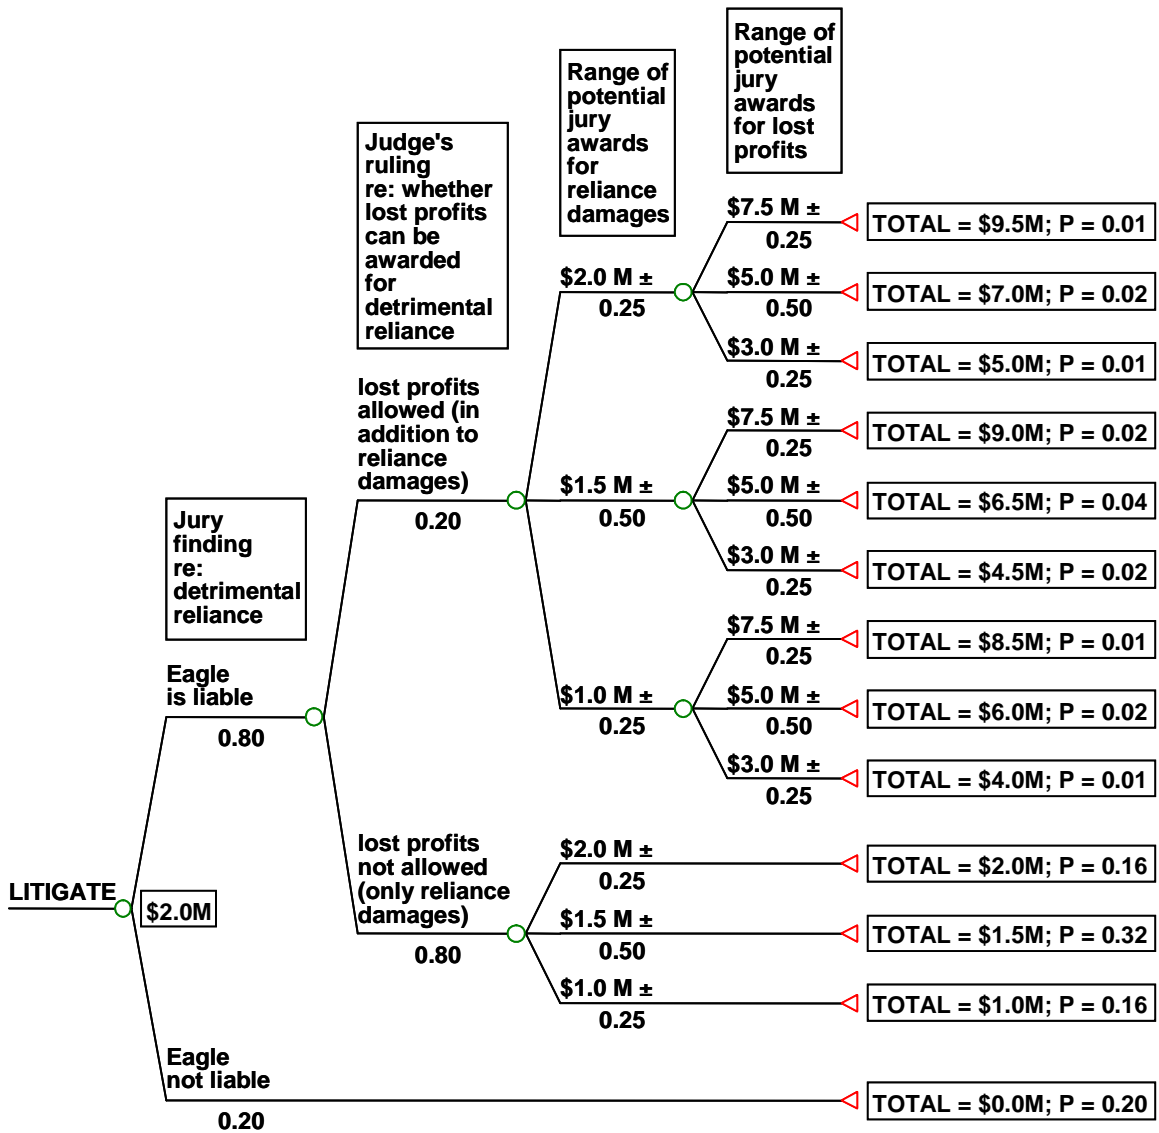 Range of
potential
jury
awards
for lost
profits
Range of
potential
jury
awards
for
reliance
damages
Judge's
ruling
re: whether
lost profits
can be
awarded
for
detrimental
reliance
Jury
finding
re:
detrimental
reliance
$7.5 M ±
0.25
TOTAL = $9.5M; P = 0.01
$2.0 M ±
0.25
$5.0 M ±
0.50
TOTAL = $7.0M; P = 0.02
$3.0 M ±
0.25
TOTAL = $5.0M; P = 0.01
lost profits
allowed (in
addition to
reliance
damages)
0.20
$7.5 M ±
0.25
TOTAL = $9.0M; P = 0.02
$1.5 M ±
0.50
$5.0 M ±
0.50
TOTAL = $6.5M; P = 0.04
$3.0 M ±
0.25
TOTAL = $4.5M; P = 0.02
$7.5 M ±
0.25
TOTAL = $8.5M; P = 0.01
Eagle
is liable
0.80
$1.0 M ±
0.25
$5.0 M ±
0.50
TOTAL = $6.0M; P = 0.02
$3.0 M ±
0.25
TOTAL = $4.0M; P = 0.01
lost profits
not allowed
(only reliance
damages)
0.80
$2.0 M ±
0.25
TOTAL = $2.0M; P = 0.16
LITIGATE
$2.0M
$1.5 M ±
0.50
TOTAL = $1.5M; P = 0.32
$1.0 M ±
0.25
TOTAL = $1.0M; P = 0.16
Eagle
not liable
0.20
TOTAL = $0.0M; P = 0.20